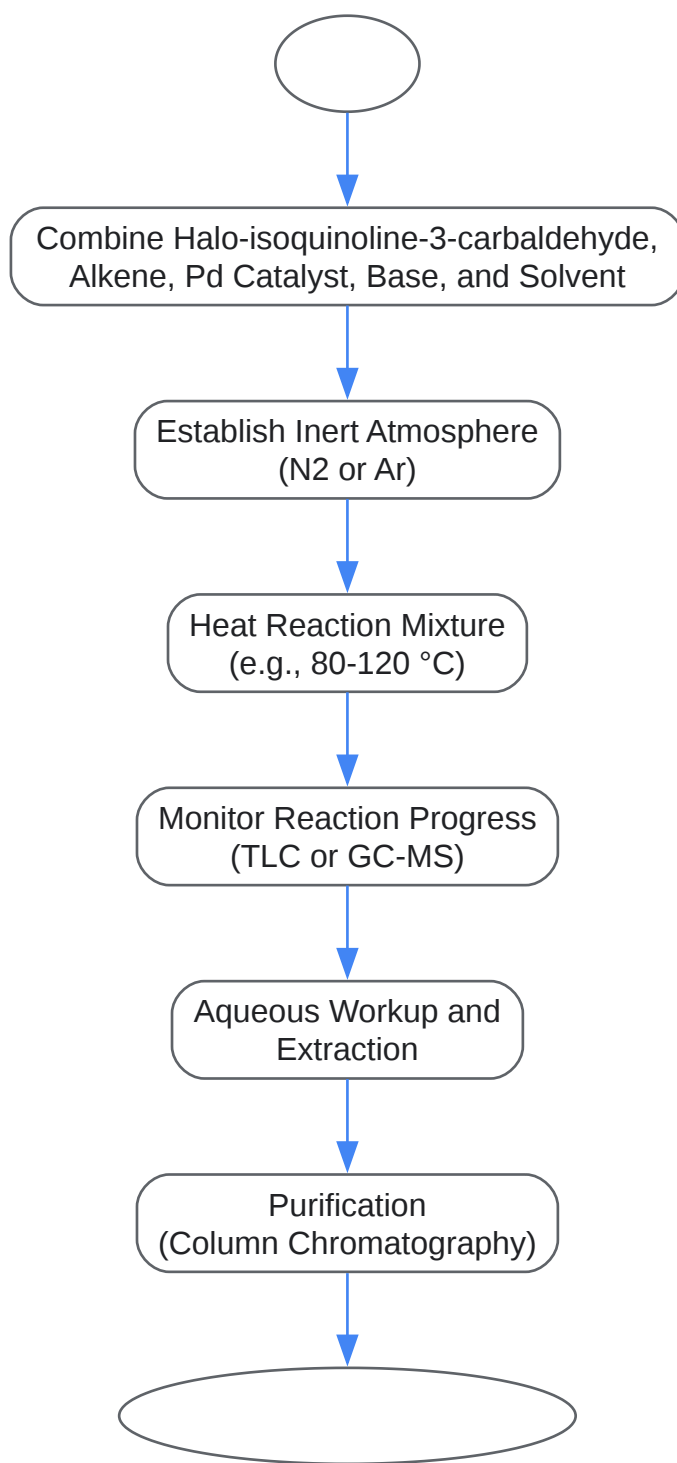 Combine Halo-isoquinoline-3-carbaldehyde,
Alkene, Pd Catalyst, Base, and Solvent
Establish Inert Atmosphere
(N2 or Ar)
Heat Reaction Mixture
(e.g., 80-120 °C)
Monitor Reaction Progress
(TLC or GC-MS)
Aqueous Workup and
Extraction
Purification
(Column Chromatography)